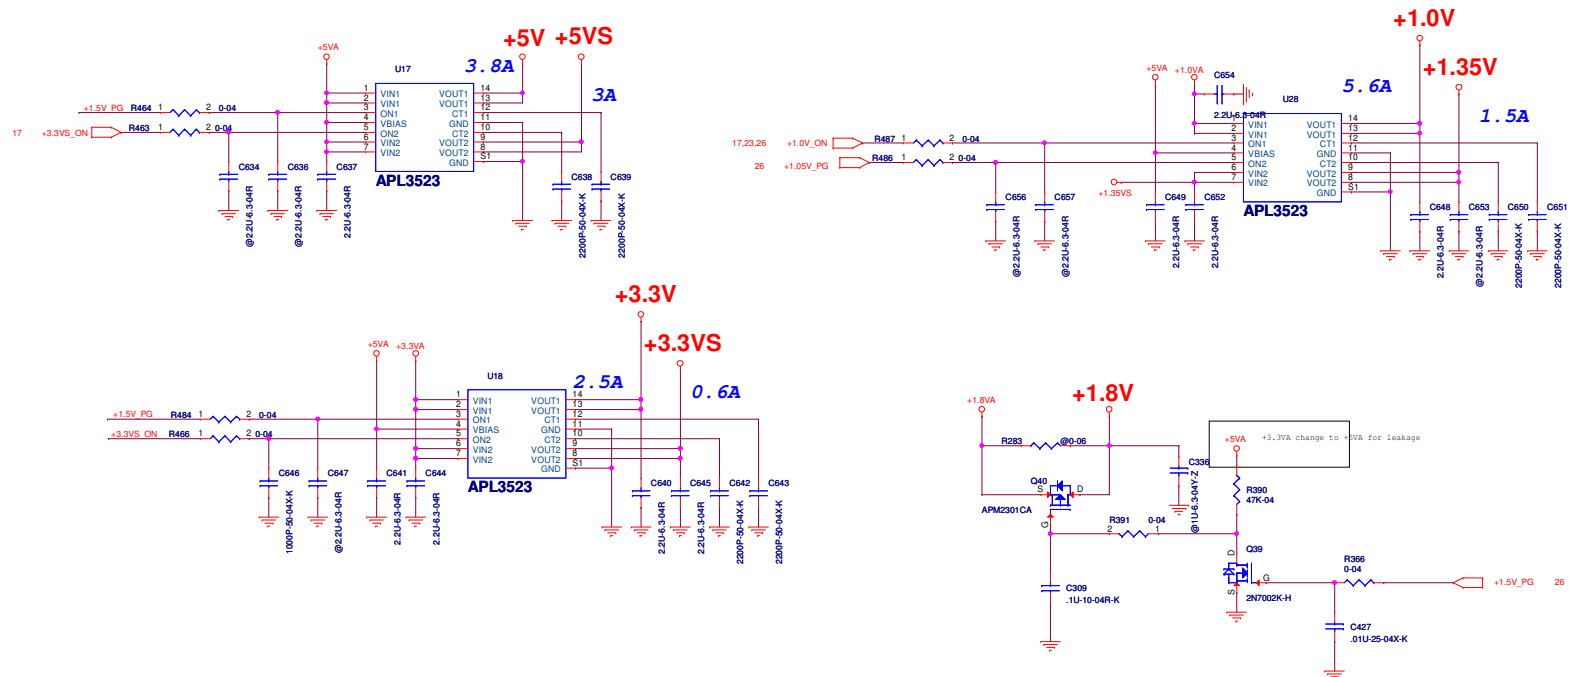 +5VA
+5V +5VS
U17
3.8A
3A
+1.5V_PG R464 1 2 0-04
17 +3.3VS_ON R463 1 2 0-04
1 VIN1 VOUT1 14
2 VIN1 VOUT1 13
3 ON1 CT1 12
4 VBIAS GND 11
5 ON2 CT2 10
6 VIN2 VOUT2 9
7 VIN2 VOUT2 8
GND S1
APL3523
C634
@2.2U-6.3-04R
C636
@2.2U-6.3-04R
C637
2.2U-6.3-04R
C638
2200P-50-04X-K
C639
2200P-50-04X-K
+1.0V
+1.35V
+5VA +1.0VA
C654
2.2U-6.3-04R
U28
5.6A
1.5A
17,23,26 +1.0V_ON R487 1 2 0-04
26 +1.05V_PG R486 1 2 0-04
+1.35VS
1 VIN1 VOUT1 14
2 VIN1 VOUT1 13
3 ON1 CT1 12
4 VBIAS GND 11
5 ON2 CT2 10
6 VIN2 VOUT2 9
7 VIN2 VOUT2 8
GND S1
APL3523
C656
@2.2U-6.3-04R
C657
@2.2U-6.3-04R
C649
2.2U-6.3-04R
C652
2.2U-6.3-04R
C648
2.2U-6.3-04R
C653
@2.2U-6.3-04R
C650
2200P-50-04X-K
C651
2200P-50-04X-K
+3.3V
+3.3VS
+5VA +3.3VA
U18
2.5A
0.6A
+1.5V_PG R484 1 2 0-04
+3.3VS_ON R466 1 2 0-04
1 VIN1 VOUT1 14
2 VIN1 VOUT1 13
3 ON1 CT1 12
4 VBIAS GND 11
5 ON2 CT2 10
6 VIN2 VOUT2 9
7 VIN2 VOUT2 8
GND S1
APL3523
C646
1000P-50-04X-K
C647
@2.2U-6.3-04R
C641
2.2U-6.3-04R
C644
2.2U-6.3-04R
C640
2.2U-6.3-04R
C645
2.2U-6.3-04R
C642
2200P-50-04X-K
C643
2200P-50-04X-K
+1.8VA
+1.8V
R283 @0-06
C336
@1U-6.3-04Y-Z
Q40
S D
G
APM2301CA
R391 0-04
2 1
C309
.1U-10-04R-K
+5VA
+3.3VA change to +5VA for leakage
R390
47K-04
Q39
D
G
S
2N7002K-H
R366
0-04
+1.5V_PG 26
C427
.01U-25-04X-K